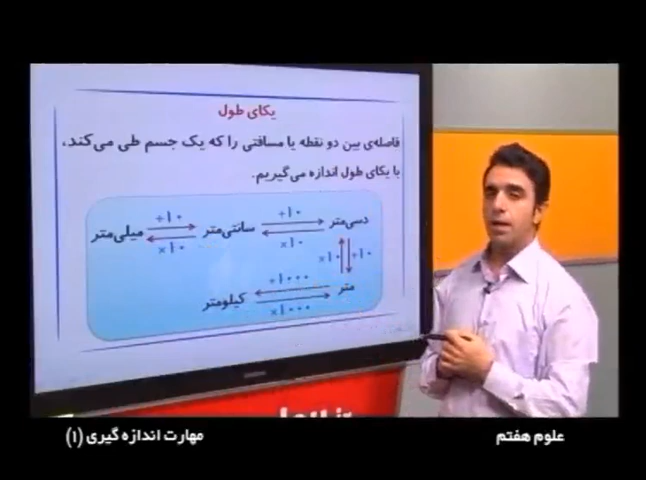 یکای طول
فاصله‌ی بین دو نقطه یا مسافتی را که یک جسم طی می‌کند،
با یکای طول اندازه می‌گیریم.
دسی‌متر ÷۱۰ ×۱۰ سانتی‌متر ÷۱۰ ×۱۰ میلی‌متر
×۱۰ ÷۱۰
متر ÷۱۰۰۰ ×۱۰۰۰ کیلومتر
علوم هفتم
مهارت اندازه گیری (۱)